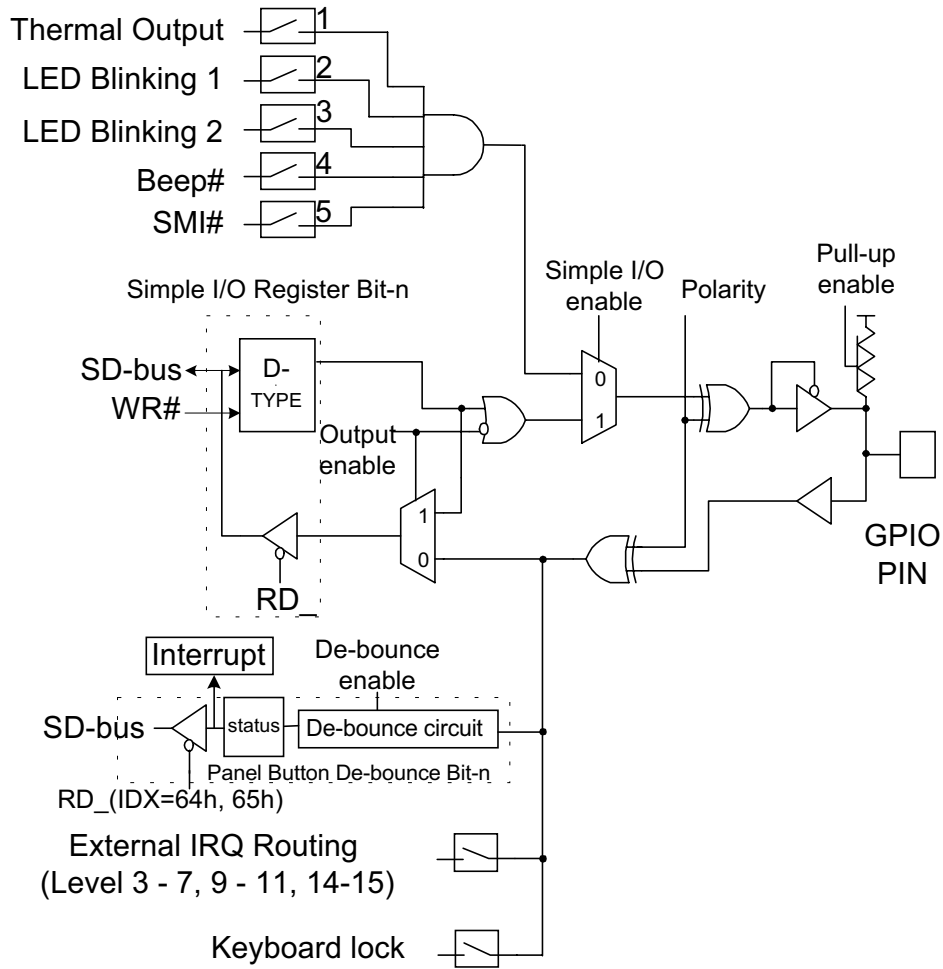 Thermal Output
1
LED Blinking 1
2
LED Blinking 2
3
Beep#
4
SMI#
5
Simple I/O Register Bit-n
Simple I/O
enable
Polarity
Pull-up
enable
SD-bus
WR#
D-
TYPE
Output
enable
0
1
1
0
RD_
GPIO
PIN
Interrupt
De-bounce
enable
SD-bus
status
De-bounce circuit
Panel Button De-bounce Bit-n
RD_(IDX=64h, 65h)
External IRQ Routing
(Level 3 - 7, 9 - 11, 14-15)
Keyboard lock